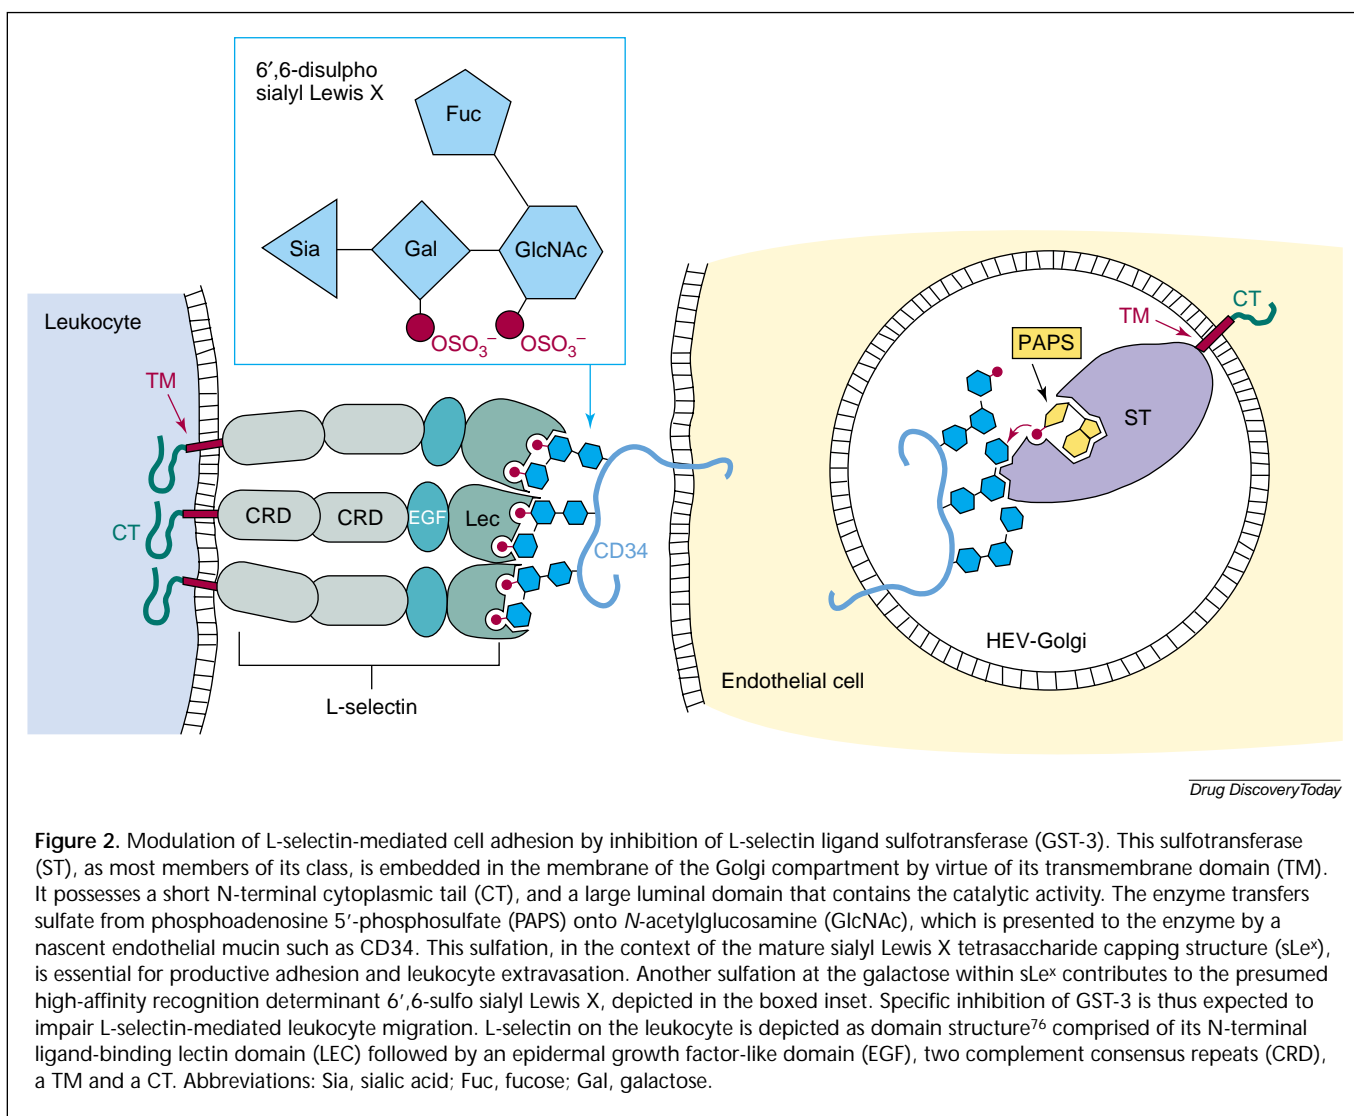 6′,6-disulpho
sialyl Lewis X
Fuc
Sia
Gal
GlcNAc
OSO₃⁻
OSO₃⁻
Leukocyte
TM
CT
CRD
CRD
EGF
Lec
CD34
L-selectin
TM
CT
PAPS
ST
HEV-Golgi
Endothelial cell
Drug Discovery Today
Figure 2. Modulation of L-selectin-mediated cell adhesion by inhibition of L-selectin ligand sulfotransferase (GST-3). This sulfotransferase
(ST), as most members of its class, is embedded in the membrane of the Golgi compartment by virtue of its transmembrane domain (TM).
It possesses a short N-terminal cytoplasmic tail (CT), and a large luminal domain that contains the catalytic activity. The enzyme transfers
sulfate from phosphoadenosine 5′-phosphosulfate (PAPS) onto N-acetylglucosamine (GlcNAc), which is presented to the enzyme by a
nascent endothelial mucin such as CD34. This sulfation, in the context of the mature sialyl Lewis X tetrasaccharide capping structure (sLeˣ),
is essential for productive adhesion and leukocyte extravasation. Another sulfation at the galactose within sLeˣ contributes to the presumed
high-affinity recognition determinant 6′,6-sulfo sialyl Lewis X, depicted in the boxed inset. Specific inhibition of GST-3 is thus expected to
impair L-selectin-mediated leukocyte migration. L-selectin on the leukocyte is depicted as domain structure⁷⁶ comprised of its N-terminal
ligand-binding lectin domain (LEC) followed by an epidermal growth factor-like domain (EGF), two complement consensus repeats (CRD),
a TM and a CT. Abbreviations: Sia, sialic acid; Fuc, fucose; Gal, galactose.